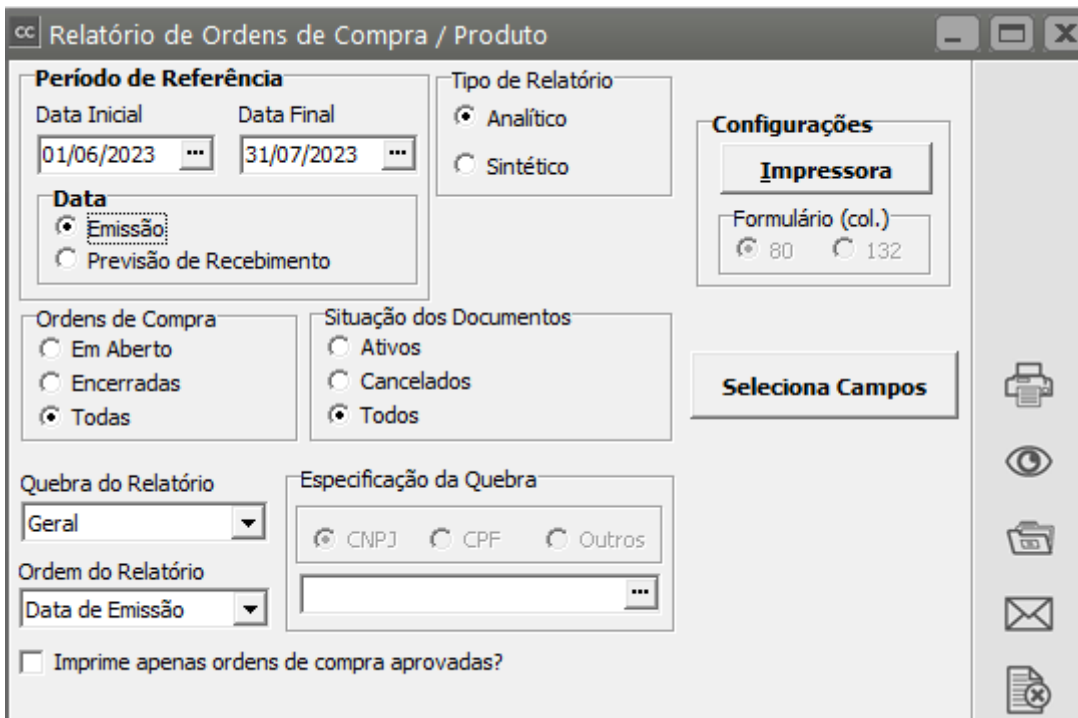 cc Relatório de Ordens de Compra / Produto
Período de Referência
Data Inicial Data Final
01/06/2023 ... 31/07/2023 ...
Data
Emissão
Previsão de Recebimento
Tipo de Relatório
Analítico
Sintético
Configurações
Impressora
Formulário (col.)
80 132
Ordens de Compra
Em Aberto
Encerradas
Todas
Situação dos Documentos
Ativos
Cancelados
Todos
Seleciona Campos
Quebra do Relatório
Geral
Ordem do Relatório
Data de Emissão
Especificação da Quebra
CNPJ CPF Outros
...
Imprime apenas ordens de compra aprovadas?